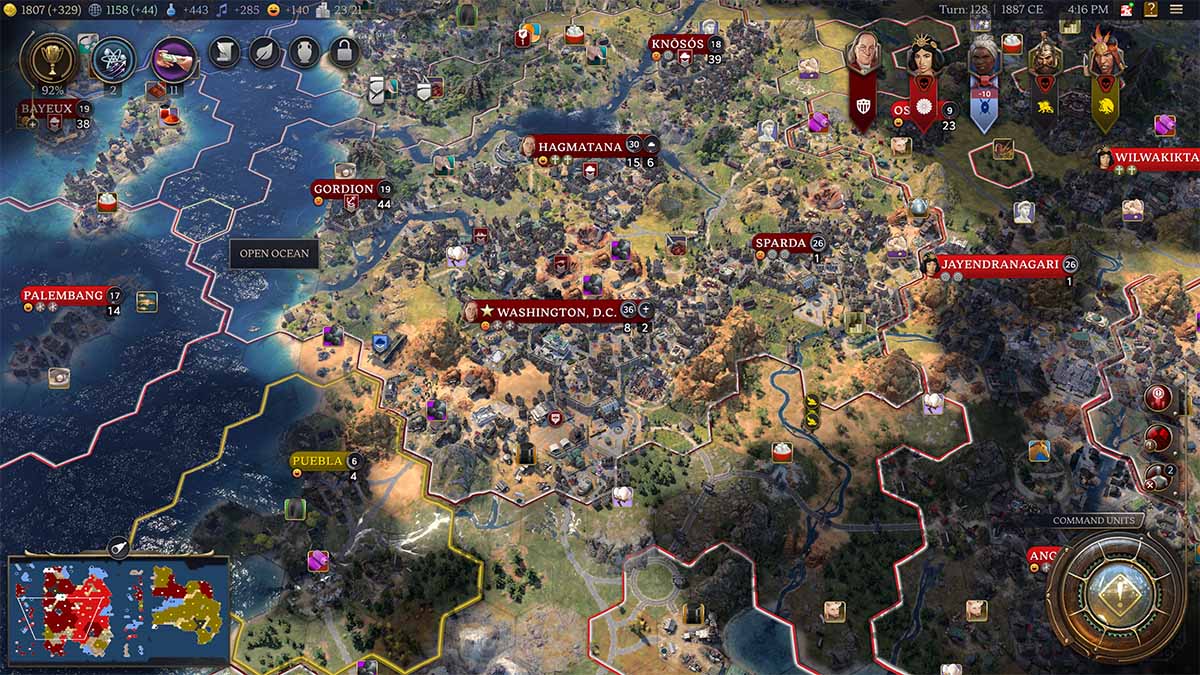 1807 (+329) 1158 (+44) +443 +285 +140 23/21
Turn: 128 | 1887 CE 4:16 PM ?
92% 2 11
BAYEUX 19
38
KNŌSŌS 18
39
-10
OS 9
23
HAGMATANA 30
15 6
WILWAKIKTA
GORDION 19
44
OPEN OCEAN
SPARDA 26
1
JAYENDRANAGARI 26
1
PALEMBANG 17
14
WASHINGTON, D.C. 36
8 2
PUEBLA 6
4
2
COMMAND UNITS
ANG